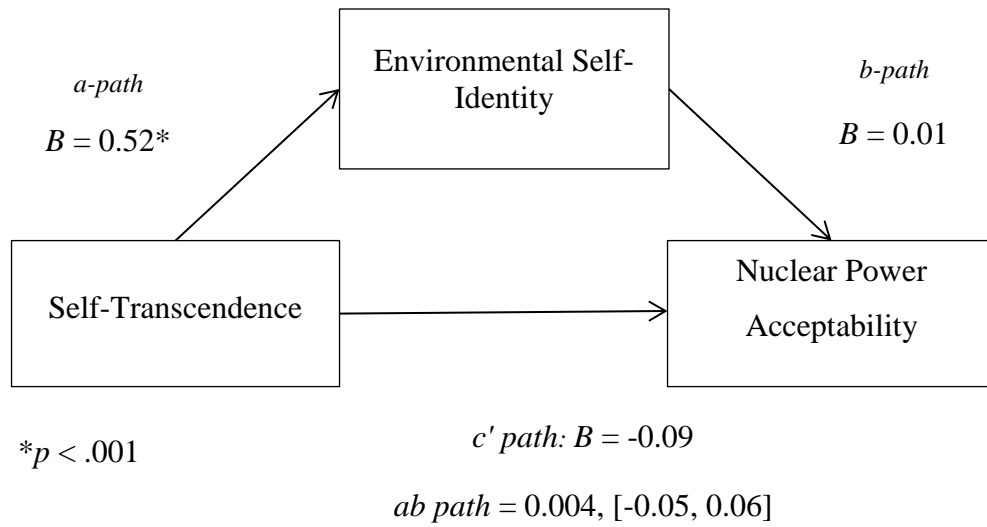 a-path
B = 0.52*
Environmental Self-
Identity
b-path
B = 0.01
Self-Transcendence
Nuclear Power
Acceptability
*p < .001
c' path: B = -0.09
ab path = 0.004, [-0.05, 0.06]